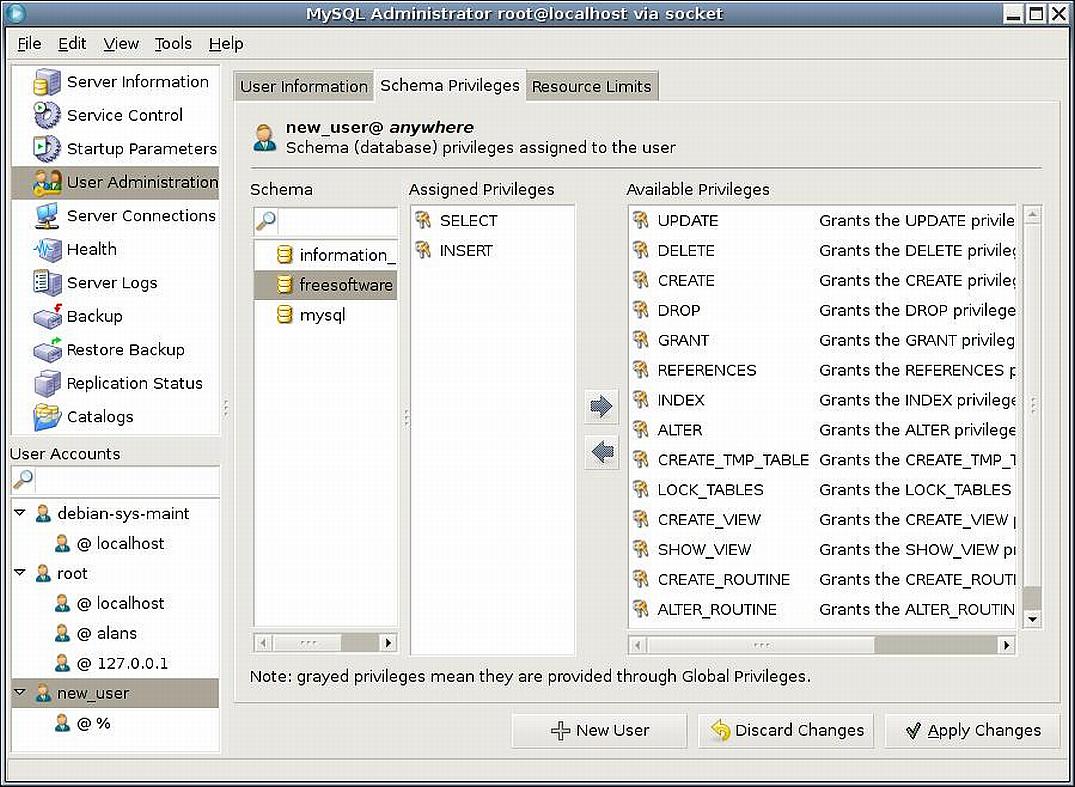 MySQL Administrator root@localhost via socket
File Edit View Tools Help
Server Information
Service Control
Startup Parameters
User Administration
Server Connections
Health
Server Logs
Backup
Restore Backup
Replication Status
Catalogs
User Accounts
debian-sys-maint
@ localhost
root
@ localhost
@ alans
@ 127.0.0.1
new_user
@ %
User Information Schema Privileges Resource Limits
new_user@ anywhere
Schema (database) privileges assigned to the user
Schema
information_
freesoftware
mysql
Assigned Privileges
SELECT
INSERT
Available Privileges
UPDATE Grants the UPDATE privile
DELETE Grants the DELETE privileg
CREATE Grants the CREATE privileg
DROP Grants the DROP privilege
GRANT Grants the GRANT privileg
REFERENCES Grants the REFERENCES p
INDEX Grants the INDEX privilege
ALTER Grants the ALTER privilege
CREATE_TMP_TABLE Grants the CREATE_TMP_T
LOCK_TABLES Grants the LOCK_TABLES
CREATE_VIEW Grants the CREATE_VIEW
SHOW_VIEW Grants the SHOW_VIEW pr
CREATE_ROUTINE Grants the CREATE_ROUTI
ALTER_ROUTINE Grants the ALTER_ROUTIN
Note: grayed privileges mean they are provided through Global Privileges.
New User Discard Changes Apply Changes